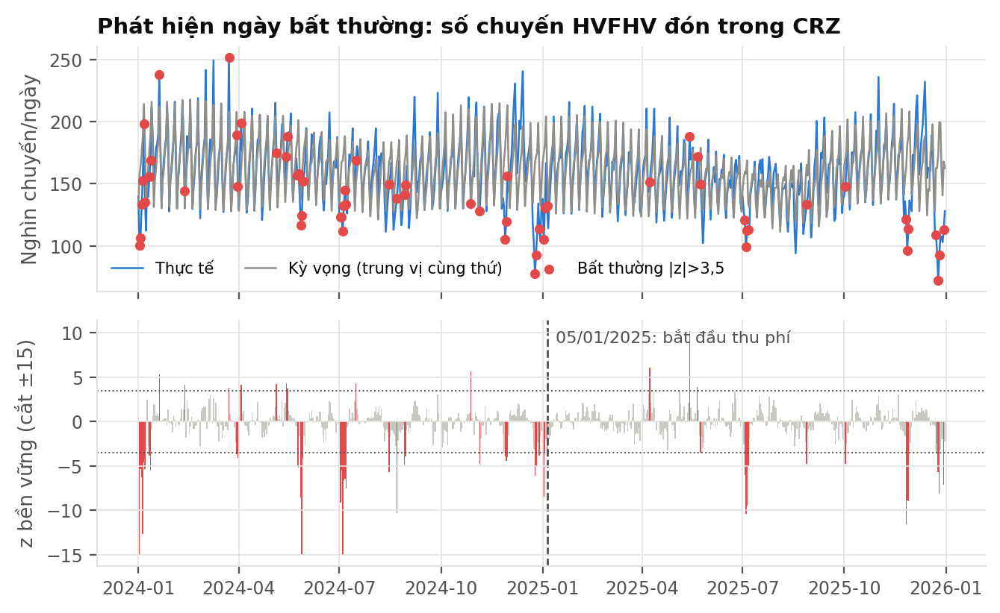 Phát hiện ngày bất thường: số chuyến HVFHV đón trong CRZ
Nghìn chuyến/ngày
250
200
150
100
Thực tế
Kỳ vọng (trung vị cùng thứ)
Bất thường |z|>3,5
z bền vững (cắt ±15)
10
5
0
−5
−10
−15
05/01/2025: bắt đầu thu phí
2024-01
2024-04
2024-07
2024-10
2025-01
2025-04
2025-07
2025-10
2026-01